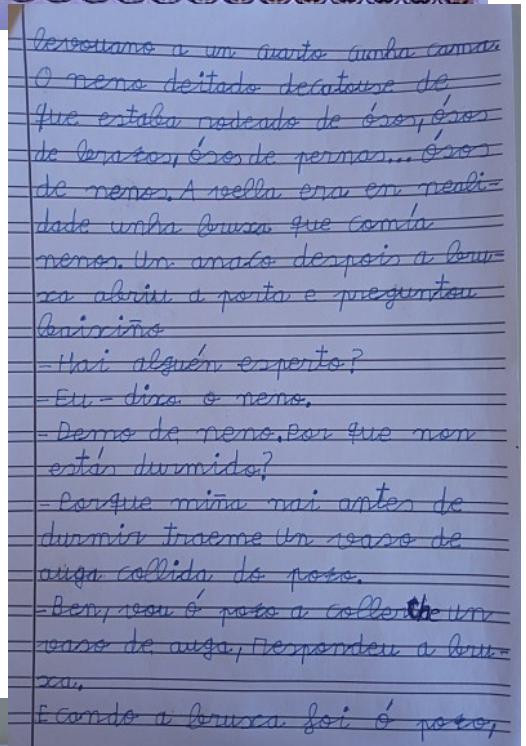 levouano a un cuarto cunha cama.
O neno deitado decatouse de
que estaba rodeado de ósos, ósos
de brazos, ósos de pernas... ósos
de nenos. A vella era en reali-
dade unha bruxa que comía
nenos. Un anaco despois a bru-
xa abriu a porta e preguntou
baixiño
-Hai alguén esperto?
-Eu - dixo o neno.
-Demo de neno. Por que non
estás durmido?
-Porque miña nai antes de
durmir traeme un vaso de
auga collida do pozo.
-Ben, vou ó pozo a collerche un
vaso de auga, respondeu a bru-
xa.
E cando a bruxa foi ó pozo,